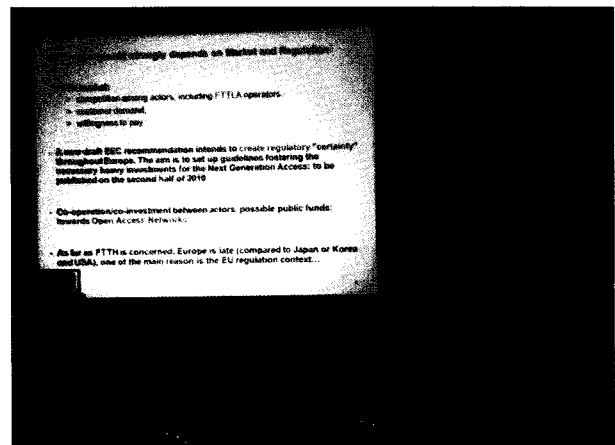 strongly depends on Market and Regulation
competition among actors, including FTTLA operators
customer demand,
willingness to pay
- A new draft EEC recommendation intends to create regulatory "certainty"
throughout Europe. The aim is to set up guidelines fostering the
necessary heavy investments for the Next Generation Access: to be
published on the second half of 2010
- Co-operation/co-investment between actors, possible public funds:
towards Open Access Networks
- As far as FTTH is concerned, Europe is late (compared to Japan or Korea
and USA), one of the main reason is the EU regulation context...